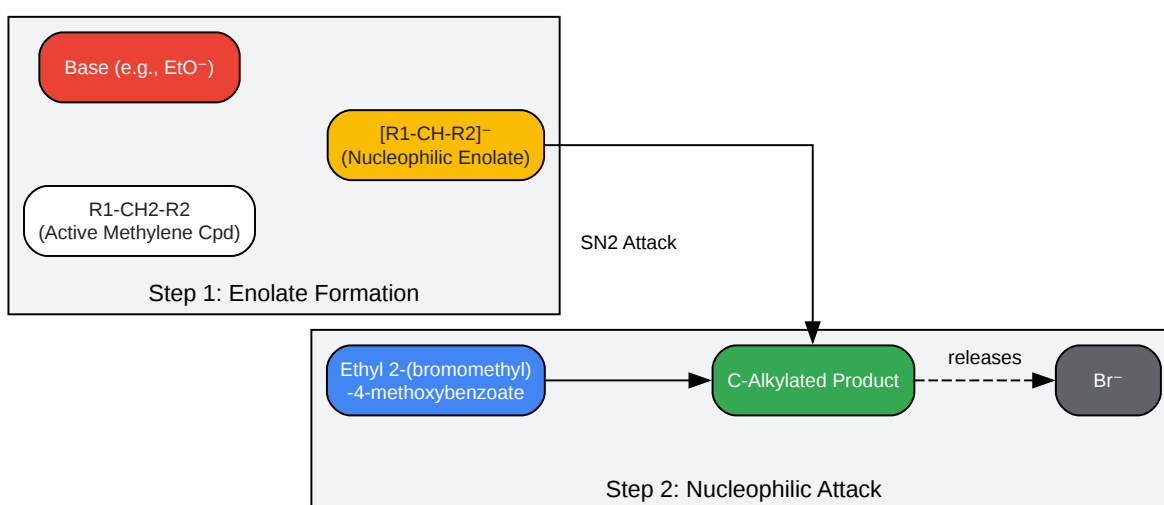 Base (e.g., EtO⁻)
[R1-CH-R2]⁻
(Nucleophilic Enolate)
R1-CH2-R2
(Active Methylene Cpd)
SN2 Attack
Step 1: Enolate Formation
Ethyl 2-(bromomethyl)
-4-methoxybenzoate
C-Alkylated Product
releases
Br⁻
Step 2: Nucleophilic Attack